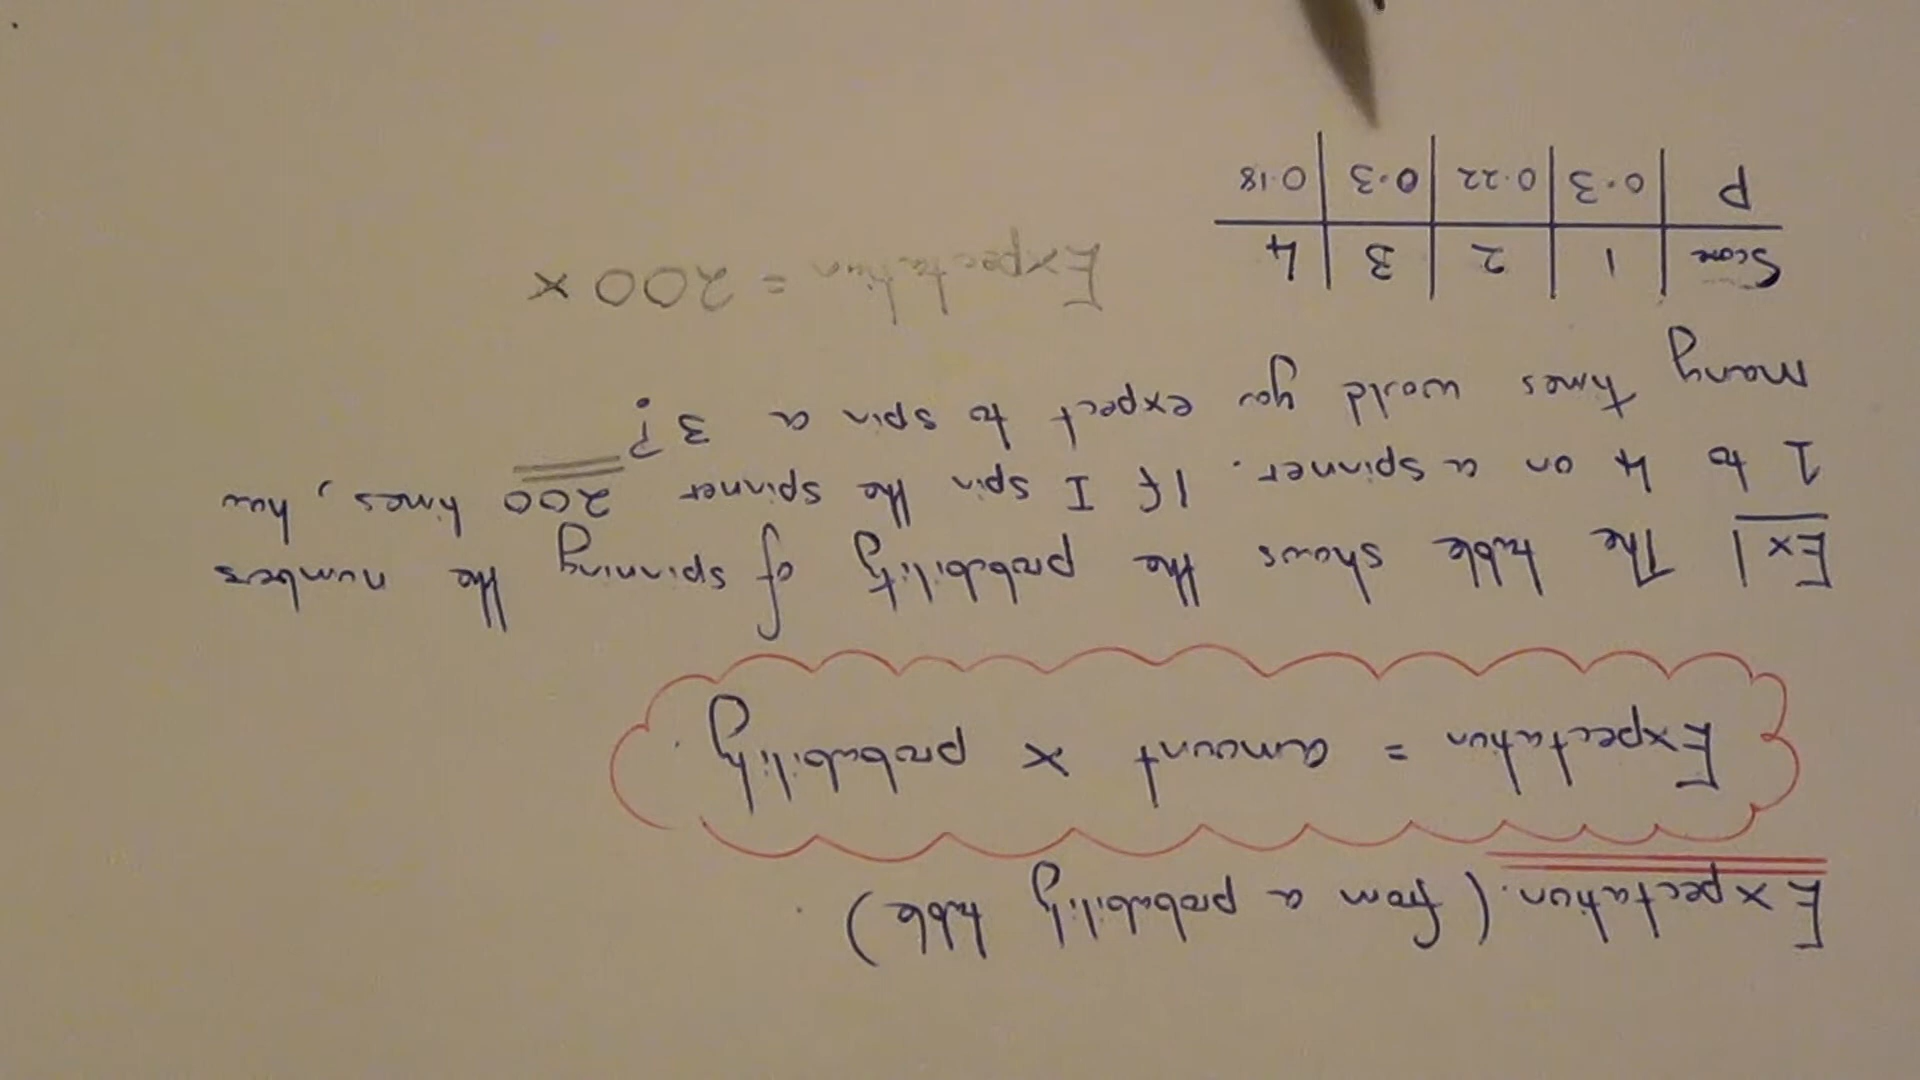 Expectation. (from a probability table).
Expectation = amount × probability.
Ex1 The table shows the probability of spinning the numbers
1 to 4 on a spinner. If I spin the spinner 200 times, how
many times would you expect to spin a 3?
Score 1 2 3 4
P 0.3 0.22 0.3 0.18
Expectation = 200 ×